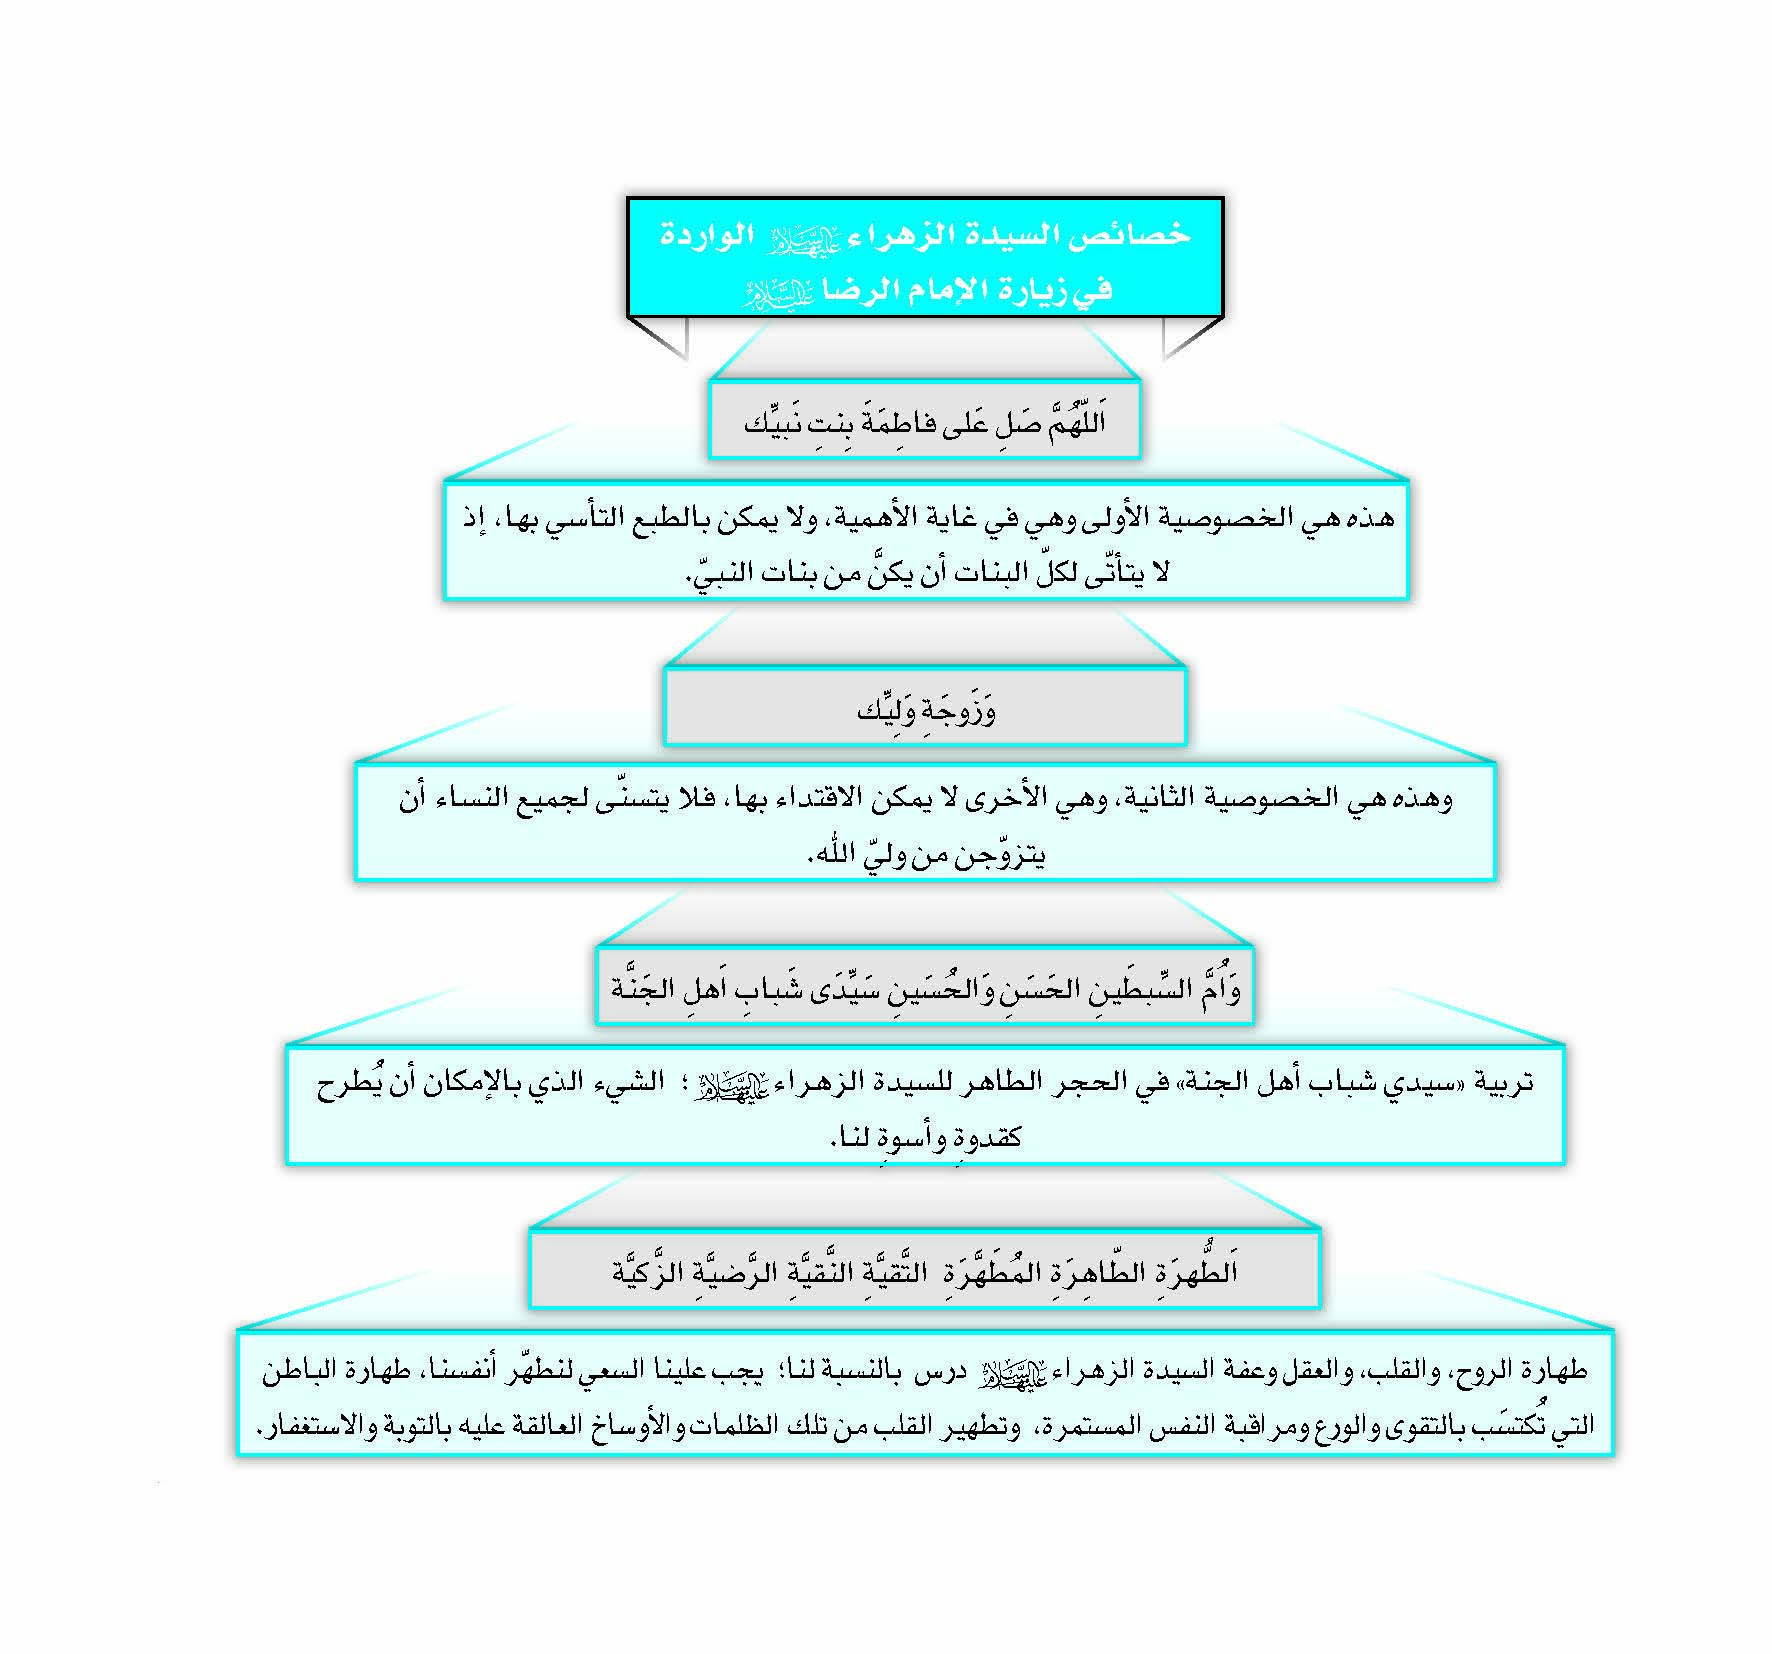 خصائص السيدة الزهراء عليها السلام الواردة
في زيارة الإمام الرضا عليه السلام
اَللّهُمَّ صَلِ عَلى فاطِمَةَ بِنتِ نَبيِّك
هذه هي الخصوصية الأولى وهي في غاية الأهمية، ولا يمكن بالطبع التأسي بها، إذ
لا يتأتّى لكلّ البنات أن يكنَّ من بنات النبيّ.
وَزَوجَةِ وَلِيِّك
وهذه هي الخصوصية الثانية، وهي الأخرى لا يمكن الاقتداء بها، فلا يتسنّى لجميع النساء أن
يتزوّجن من وليّ الله.
وَاُمَّ السِّبطَينِ الحَسَنِ وَالحُسَينِ سَيِّدَى شَبابِ اَهلِ الجَنَّة
تربية «سيدي شباب أهل الجنة» في الحجر الطاهر للسيدة الزهراء عليها السلام ؛ الشيء الذي بالإمكان أن يُطرح
كقدوةٍ وأسوةٍ لنا.
اَلطُّهرَةِ الطّاهِرَةِ المُطَهَّرَةِ التَّقيَّةِ النَّقيَّةِ الرَّضيَّةِ الزَّكيَّة
طهارة الروح، والقلب، والعقل وعفة السيدة الزهراء عليها السلام درس بالنسبة لنا؛ يجب علينا السعي لنطهّر أنفسنا، طهارة الباطن
التي تُكتسَب بالتقوى والورع ومراقبة النفس المستمرة، وتطهير القلب من تلك الظلمات والأوساخ العالقة عليه بالتوبة والاستغفار.